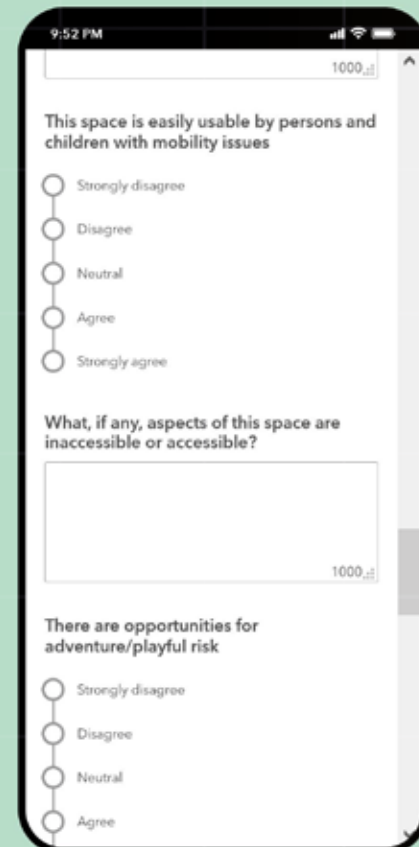 9:52 PM
1000
This space is easily usable by persons and
children with mobility issues
Strongly disagree
Disagree
Neutral
Agree
Strongly agree
What, if any, aspects of this space are
inaccessible or accessible?
1000
There are opportunities for
adventure/playful risk
Strongly disagree
Disagree
Neutral
Agree